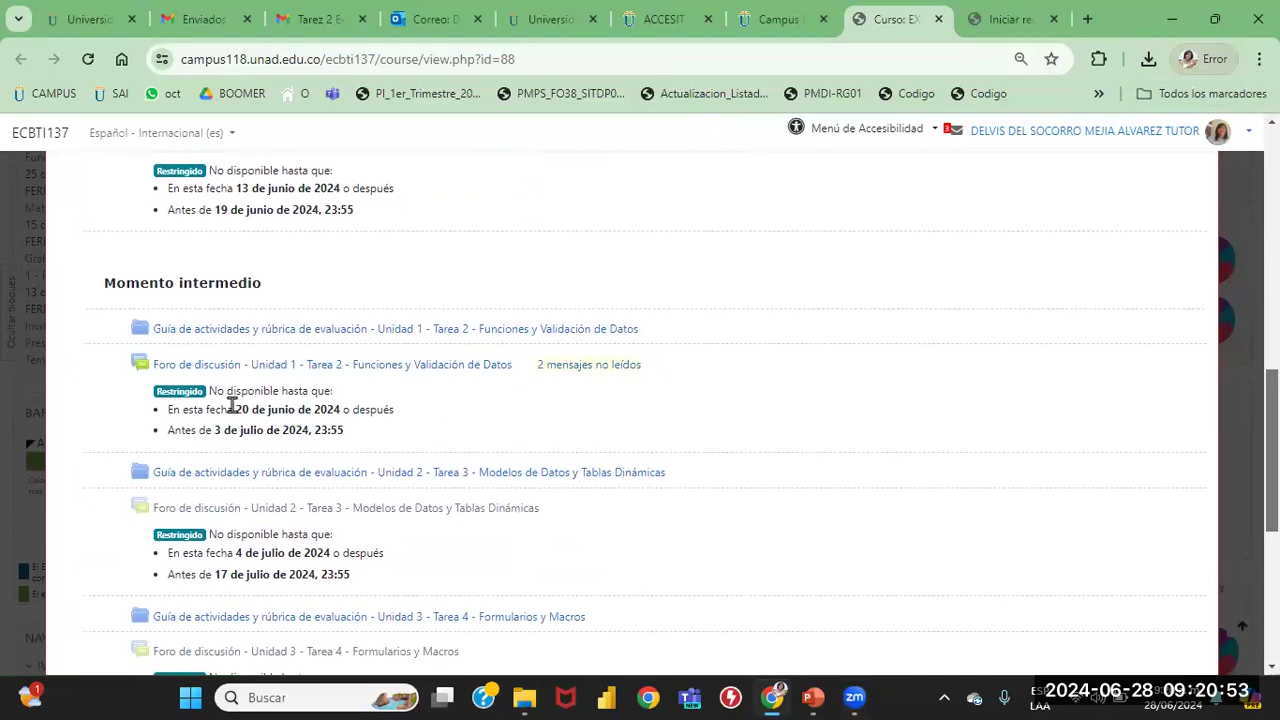 Universid
Enviados
Tarez 2 E
Correo: D
Universid
ACCESIT
Campus
Curso: EX
Iniciar re
campus118.unad.edu.co/ecbti137/course/view.php?id=88
Error
CAMPUS
SAI
oct
BOOMER
O
PI_1er_Trimestre_20...
PMPS_FO38_SITDP0...
Actualizacion_Listad...
PMDI-RG01
Codigo
Codigo
»
Todos los marcadores
ECBTI137
Español - Internacional (es)
Menú de Accesibilidad
3
DELVIS DEL SOCORRO MEJIA ALVAREZ TUTOR
Ocultar bloques
Restringido No disponible hasta que:
• En esta fecha 13 de junio de 2024 o después
• Antes de 19 de junio de 2024, 23:55
Momento intermedio
Guía de actividades y rúbrica de evaluación - Unidad 1 - Tarea 2 - Funciones y Validación de Datos
Foro de discusión - Unidad 1 - Tarea 2 - Funciones y Validación de Datos 2 mensajes no leídos
Restringido No disponible hasta que:
• En esta fecha 20 de junio de 2024 o después
• Antes de 3 de julio de 2024, 23:55
Guía de actividades y rúbrica de evaluación - Unidad 2 - Tarea 3 - Modelos de Datos y Tablas Dinámicas
Foro de discusión - Unidad 2 - Tarea 3 - Modelos de Datos y Tablas Dinámicas
Restringido No disponible hasta que:
• En esta fecha 4 de julio de 2024 o después
• Antes de 17 de julio de 2024, 23:55
Guía de actividades y rúbrica de evaluación - Unidad 3 - Tarea 4 - Formularios y Macros
Foro de discusión - Unidad 3 - Tarea 4 - Formularios y Macros
1
Buscar
NEW
zm
LAA
2024-06-28 09:20:53
28/06/2024